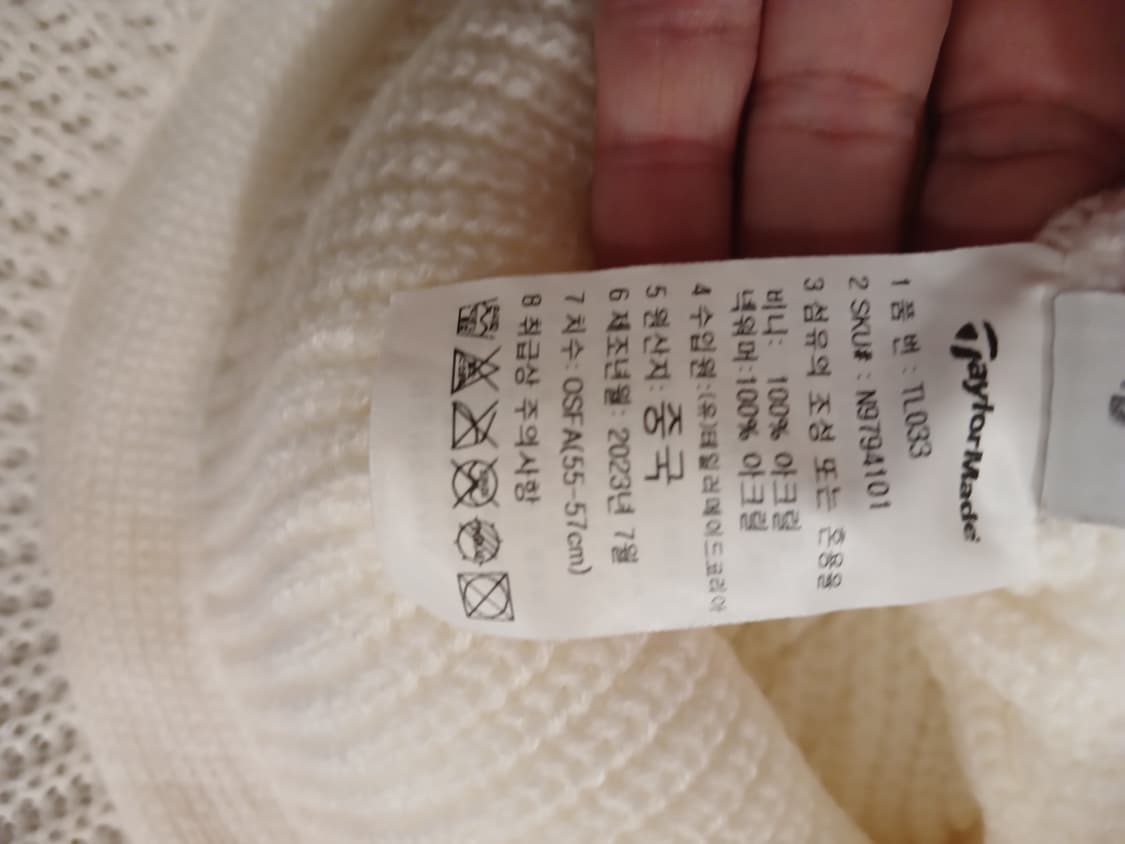 TaylorMade
1 품 번 : TL033
2 SKU# : N9794101
3 섬유의 조성 또는 혼용율
비니: 100% 아크릴
넥워머:100% 아크릴
4 수입원:(유)테일러메이드코리아
5 원산지: 중국
6 제조년월: 2023년 7월
7 치수: OSFA(55-57cm)
8 취급상 주의사항